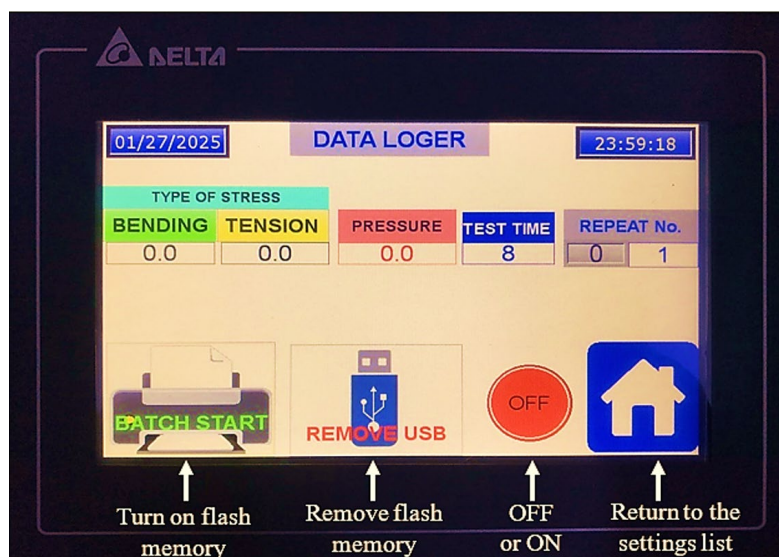 DELTA
01/27/2025 DATA LOGER 23:59:18
TYPE OF STRESS
BENDING TENSION PRESSURE TEST TIME REPEAT No.
0.0 0.0 0.0 8 0 1
BATCH START REMOVE USB OFF
Turn on flash memory
Remove flash memory
OFF or ON
Return to the settings list